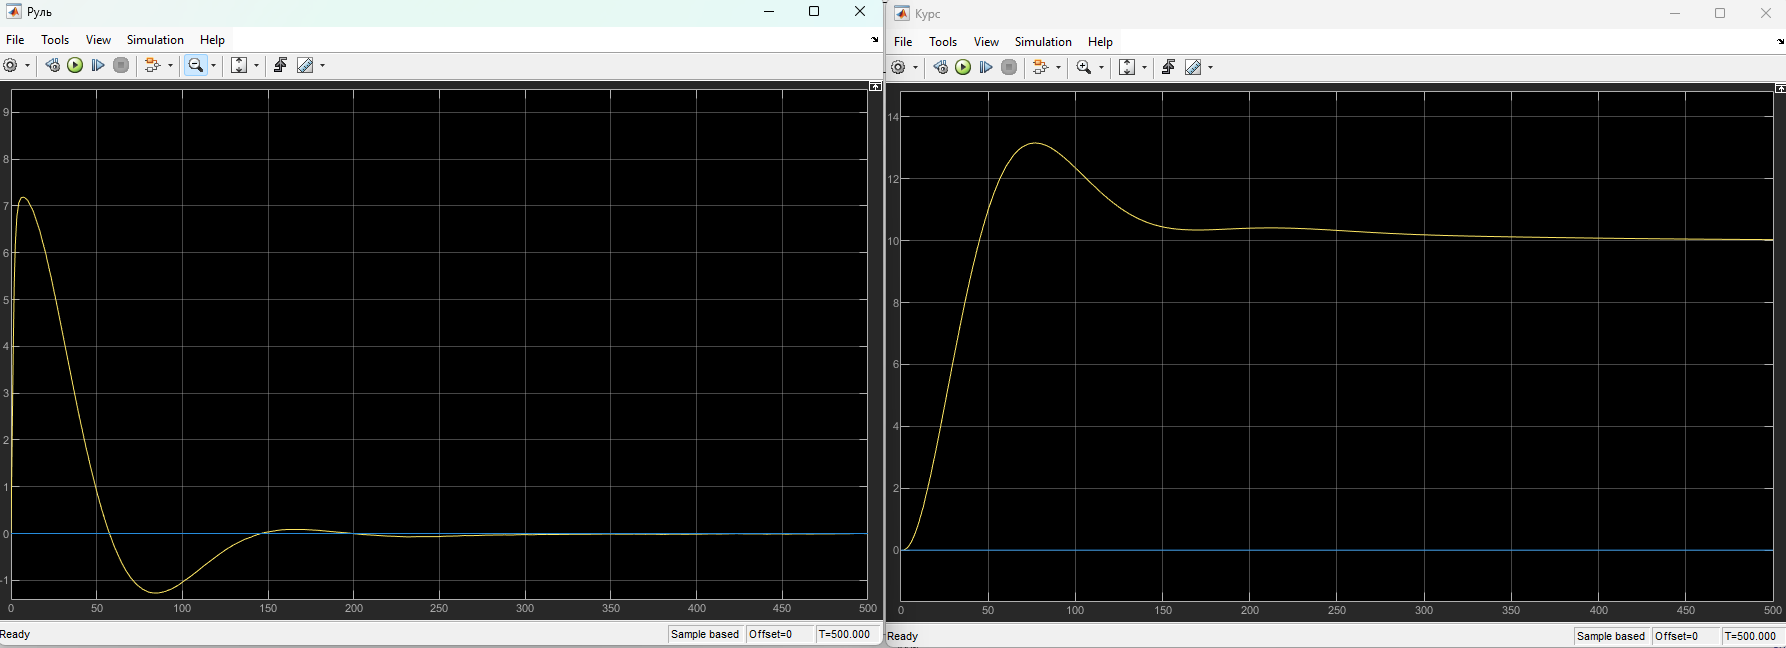 Руль
File Tools View Simulation Help
9
8
7
6
5
4
3
2
1
0
-1
0 50 100 150 200 250 300 350 400 450 500
Ready Sample based Offset=0 T=500.000
Курс
File Tools View Simulation Help
14
12
10
8
6
4
2
0
0 50 100 150 200 250 300 350 400 450 500
Ready Sample based Offset=0 T=500.000